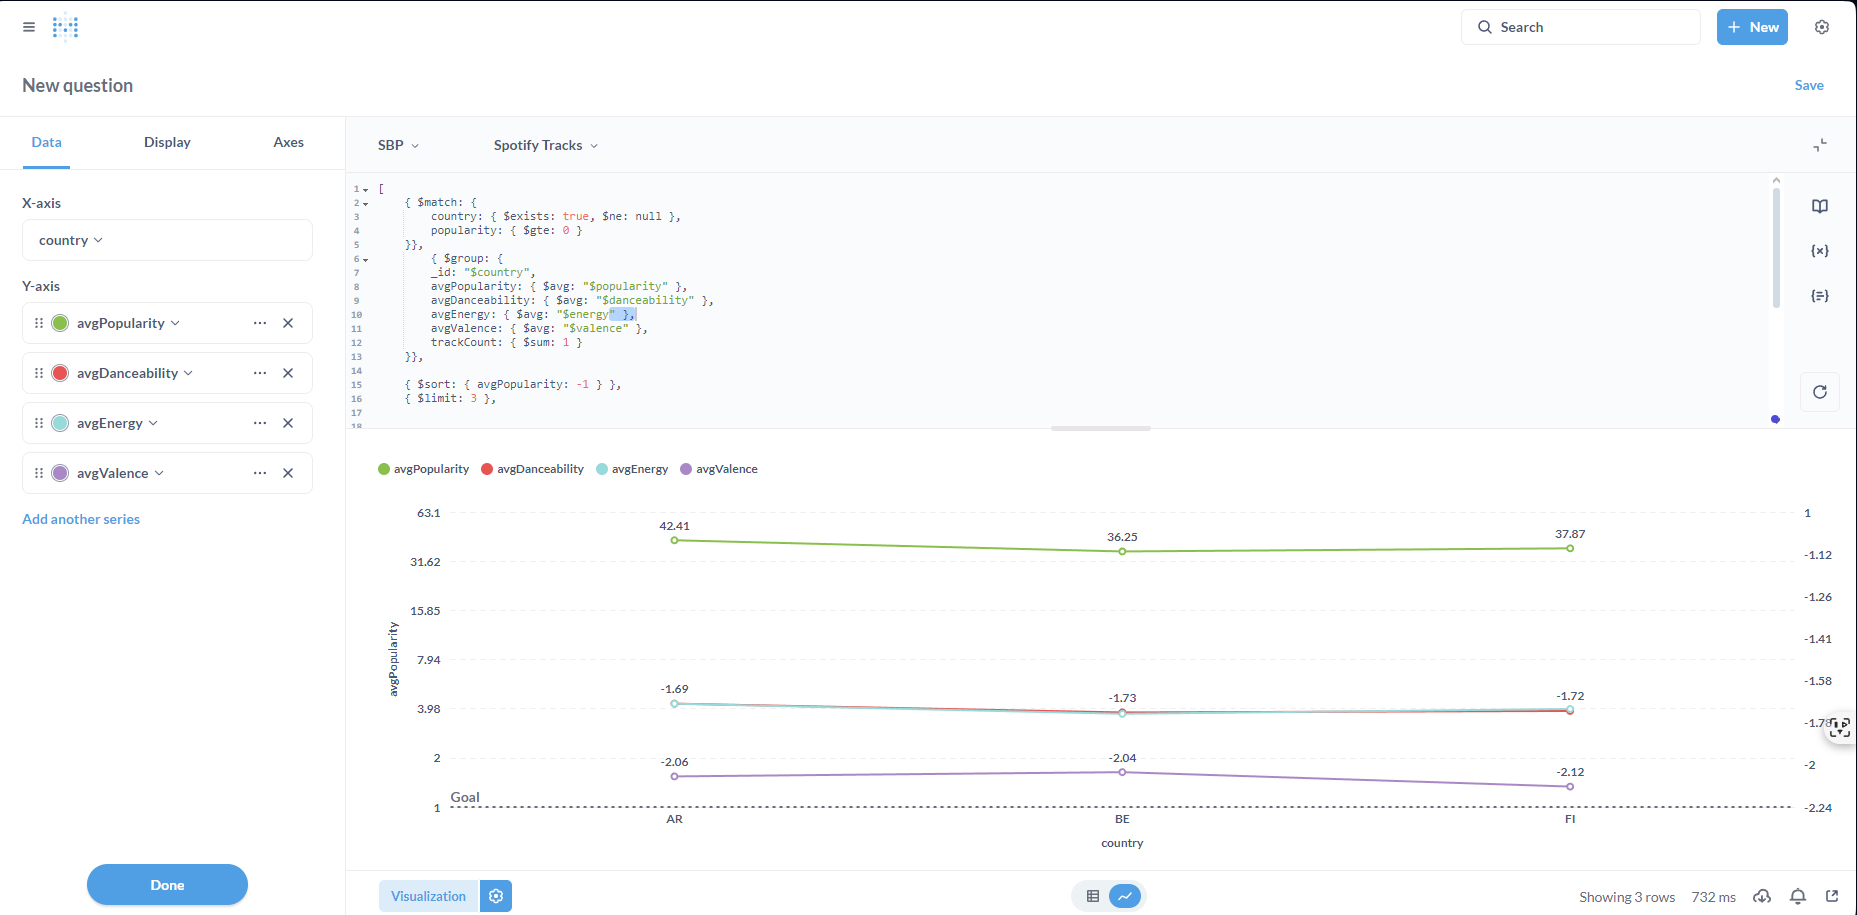 Search
+ New
New question
Save
Data
Display
Axes
SBP
Spotify Tracks
X-axis
country
Y-axis
avgPopularity
avgDanceability
avgEnergy
avgValence
Add another series
Done
1 [
2 { $match: {
3 country: { $exists: true, $ne: null },
4 popularity: { $gte: 0 }
5 }},
6 { $group: {
7 _id: "$country",
8 avgPopularity: { $avg: "$popularity" },
9 avgDanceability: { $avg: "$danceability" },
10 avgEnergy: { $avg: "$energy" },
11 avgValence: { $avg: "$valence" },
12 trackCount: { $sum: 1 }
13 }},
14
15 { $sort: { avgPopularity: -1 } },
16 { $limit: 3 },
17
18
avgPopularity avgDanceability avgEnergy avgValence
63.1
31.62
15.85
7.94
3.98
2
1
avgPopularity
42.41
36.25
37.87
-1.69
-1.73
-1.72
-2.06
-2.04
-2.12
Goal
1
-1.12
-1.26
-1.41
-1.58
-1.78
-2
-2.24
AR
BE
FI
country
Visualization
Showing 3 rows
732 ms